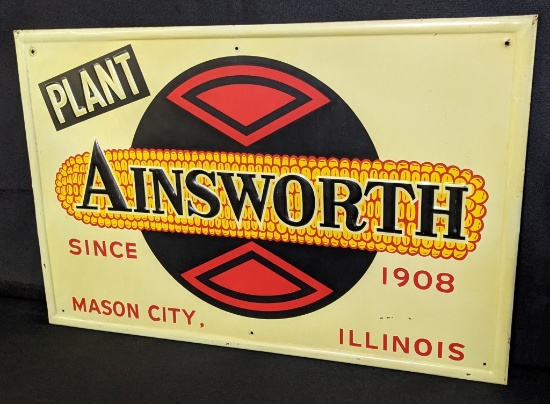 PLANT
AINSWORTH
SINCE 1908
MASON CITY, ILLINOIS